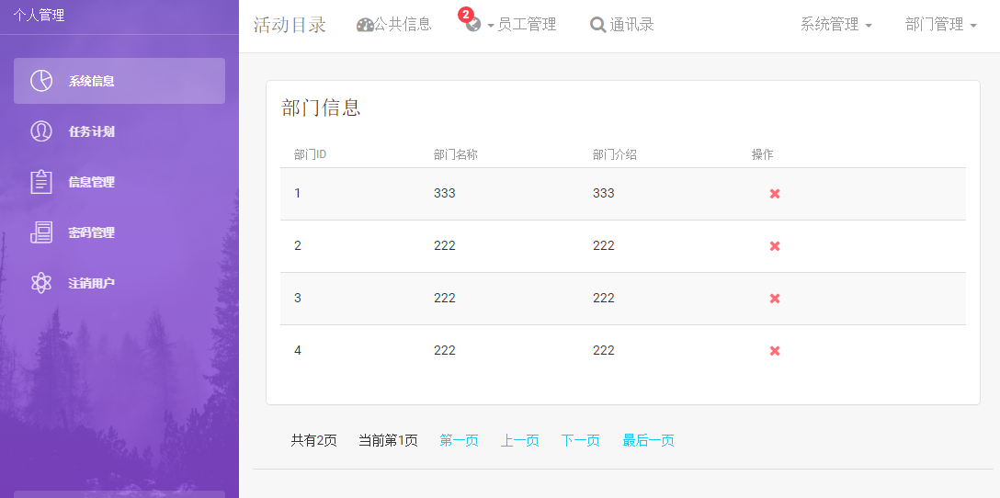 个人管理
系统信息
任务计划
信息管理
密码管理
注销用户
活动目录 公共信息 2 员工管理 通讯录 系统管理 部门管理
部门信息
部门ID 部门名称 部门介绍 操作
1 333 333
2 222 222
3 222 222
4 222 222
共有2页 当前第1页 第一页 上一页 下一页 最后一页